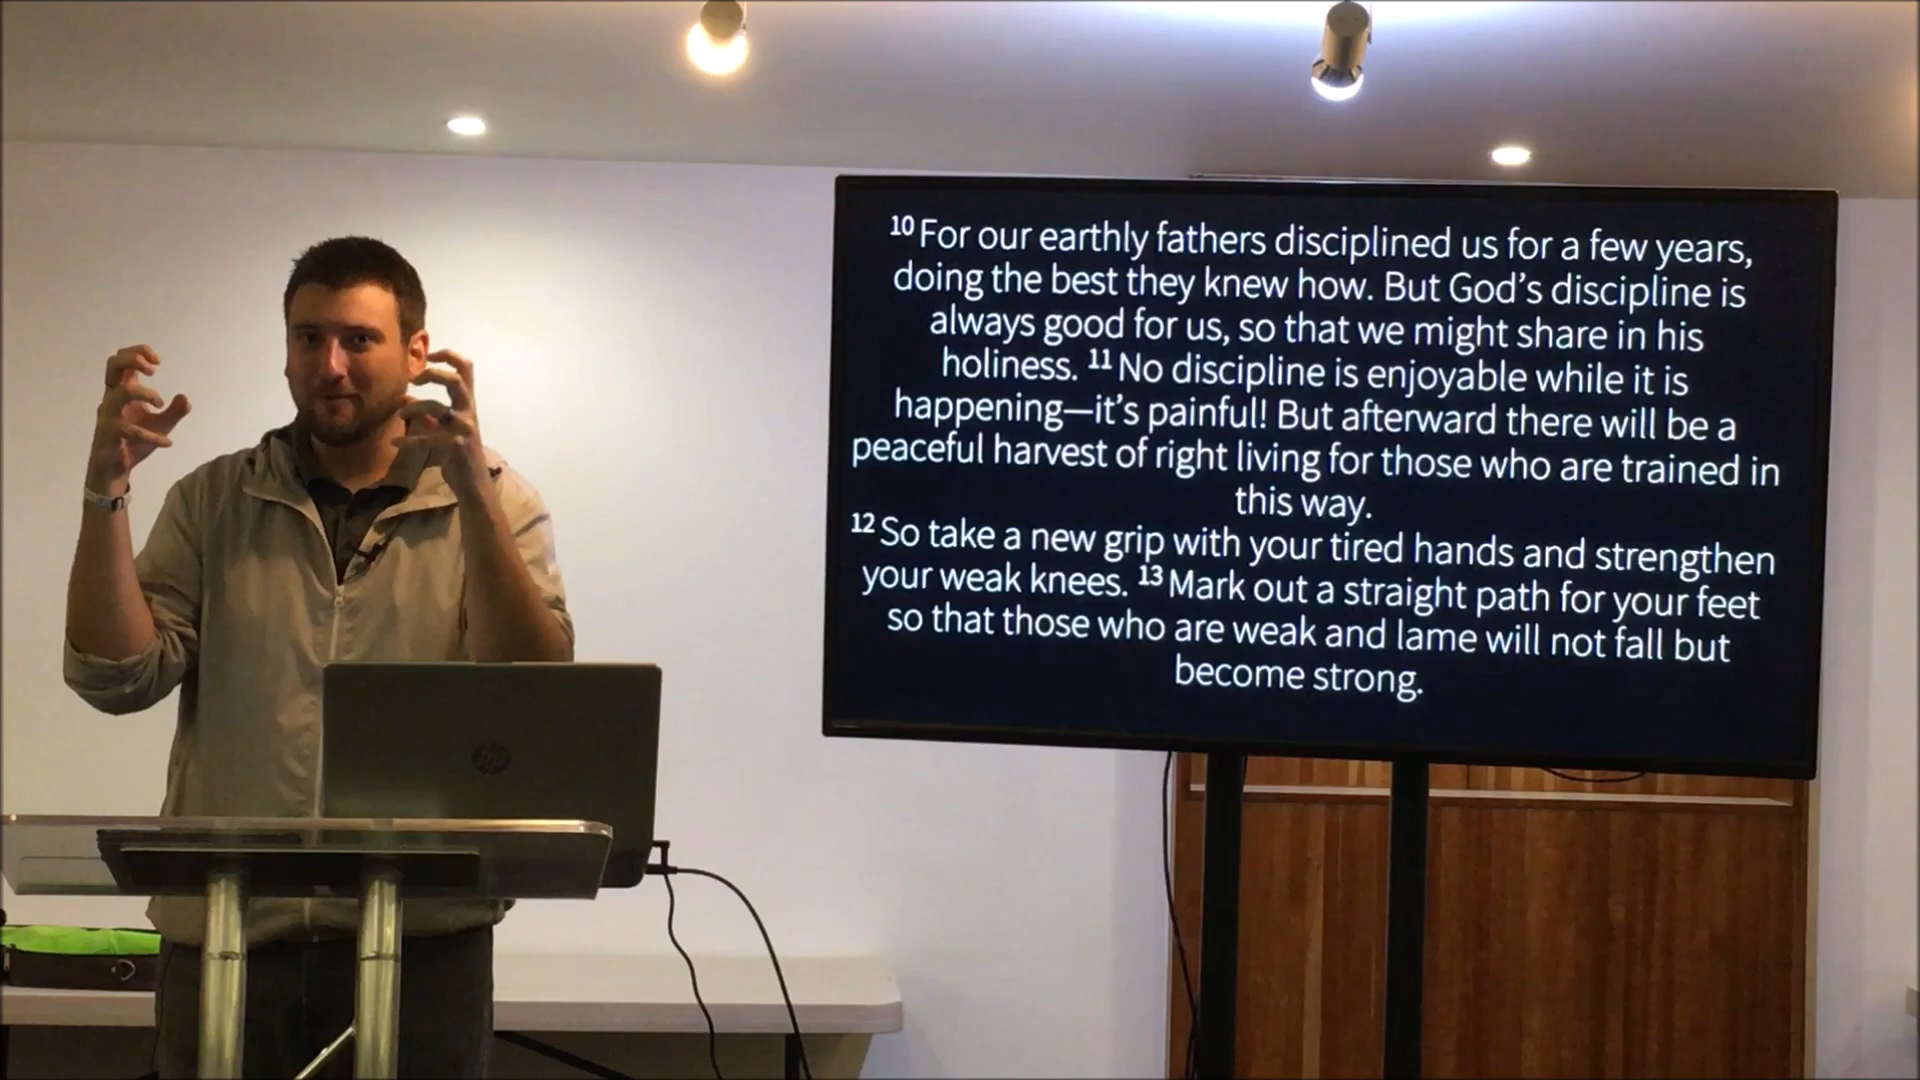 10 For our earthly fathers disciplined us for a few years,
doing the best they knew how. But God's discipline is
always good for us, so that we might share in his
holiness. 11 No discipline is enjoyable while it is
happening—it's painful! But afterward there will be a
peaceful harvest of right living for those who are trained in
this way.
12 So take a new grip with your tired hands and strengthen
your weak knees. 13 Mark out a straight path for your feet
so that those who are weak and lame will not fall but
become strong.
hp